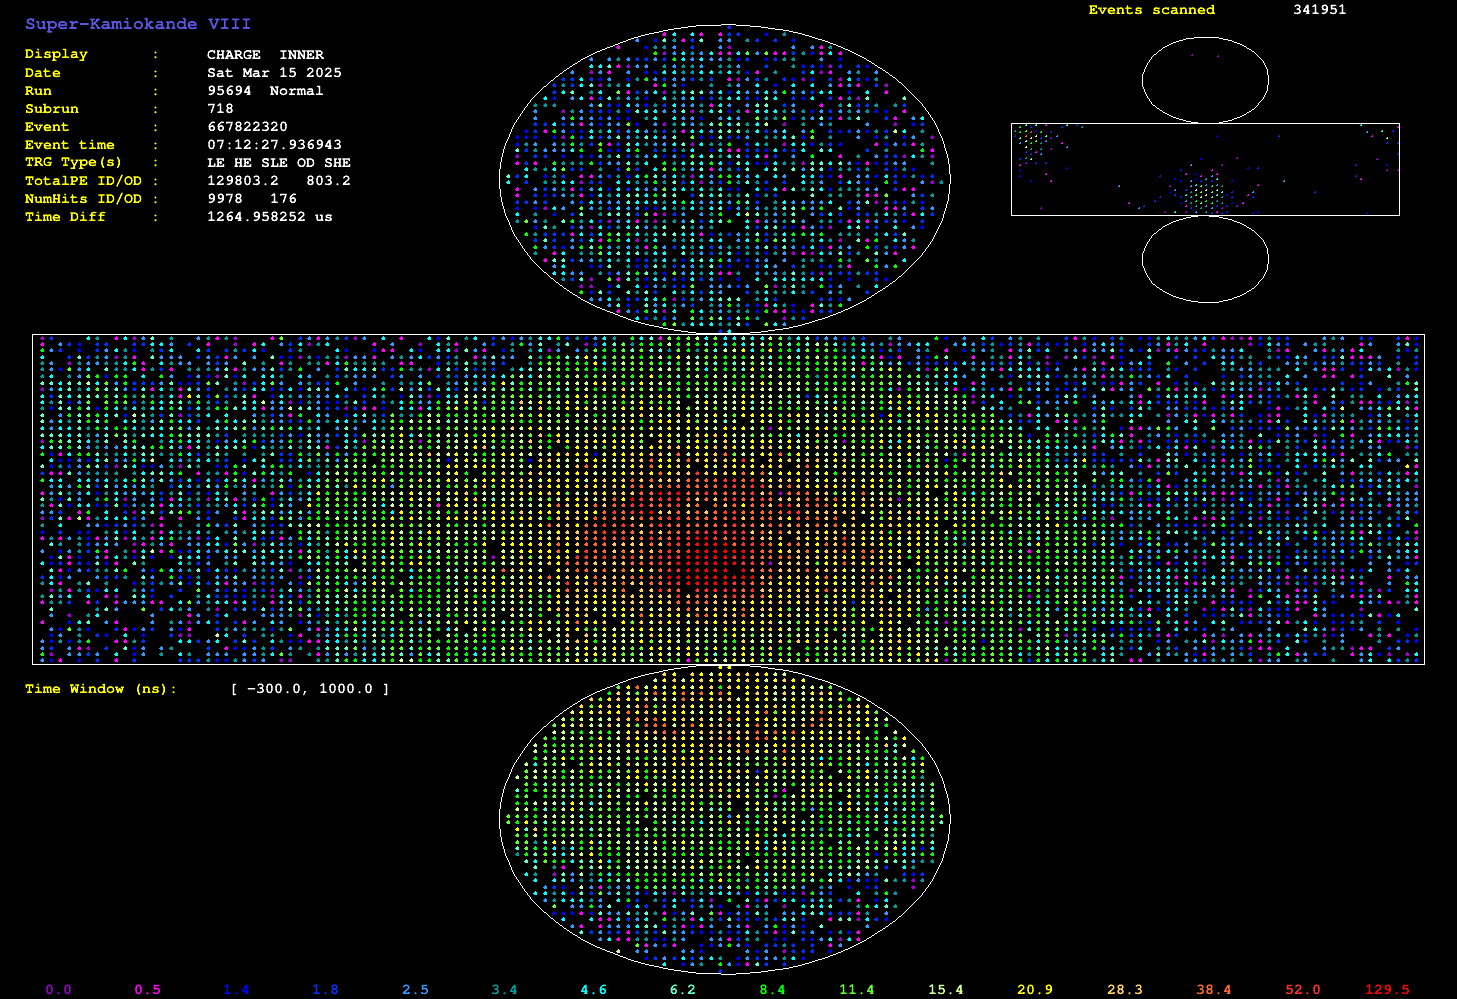 Super-Kamiokande VIII
Events scanned 341951
Display : CHARGE INNER
Date : Sat Mar 15 2025
Run : 95694 Normal
Subrun : 718
Event : 667822320
Event time : 07:12:27.936943
TRG Type(s) : LE HE SLE OD SHE
TotalPE ID/OD : 129803.2 803.2
NumHits ID/OD : 9978 176
Time Diff : 1264.958252 us
Time Window (ns): [ -300.0, 1000.0 ]
0.0 0.5 1.4 1.8 2.5 3.4 4.6 6.2 8.4 11.4 15.4 20.9 28.3 38.4 52.0 129.5